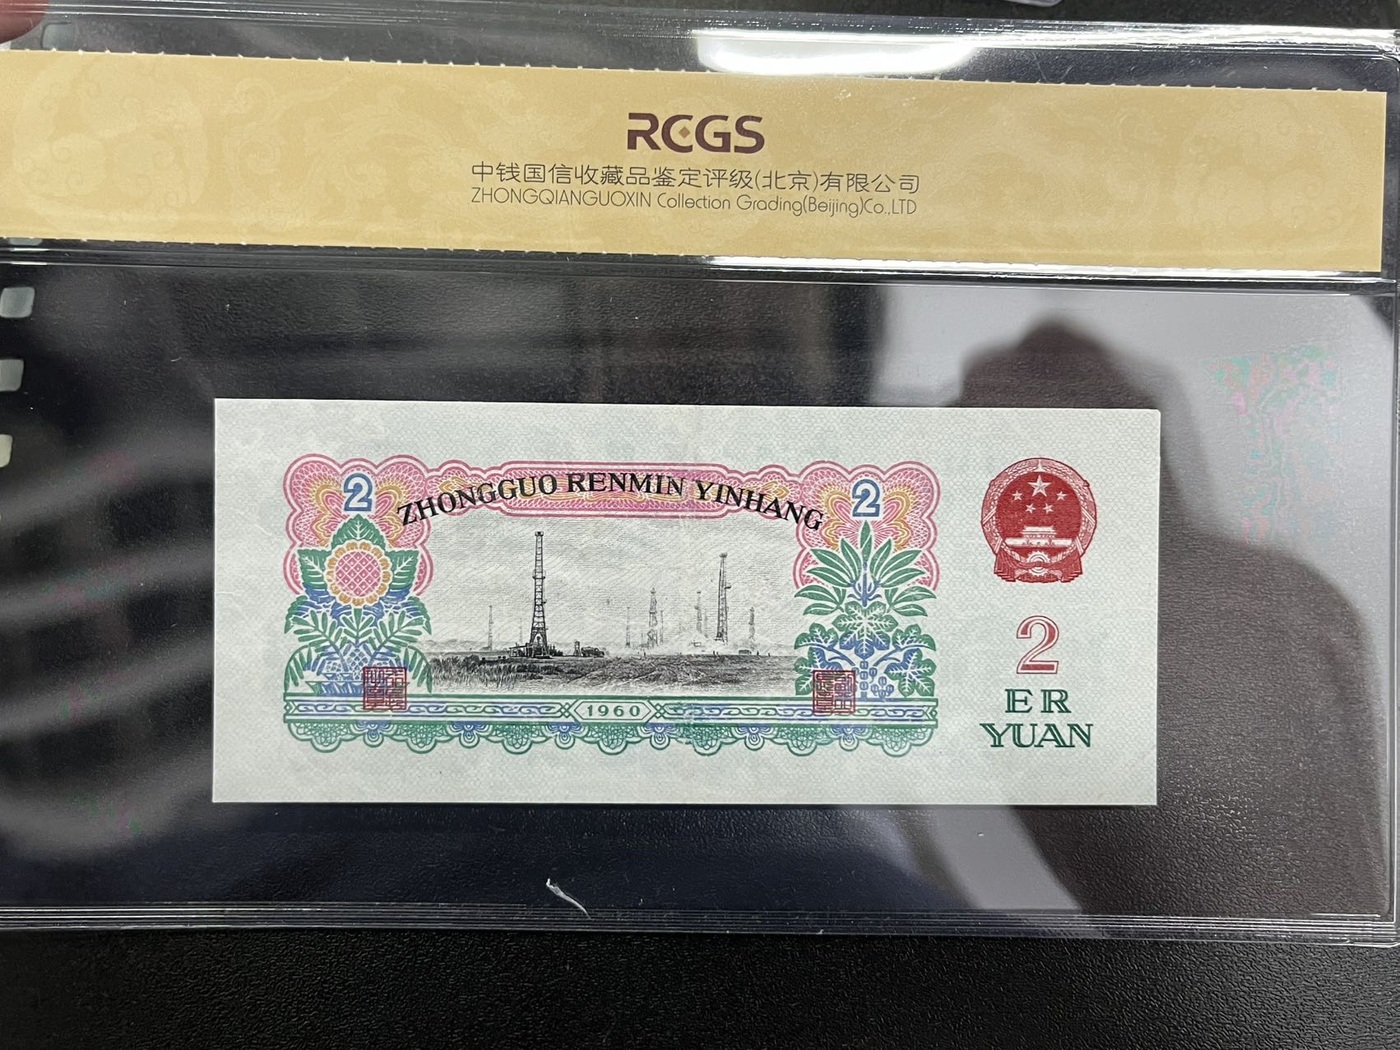 RCGS
中钱国信收藏品鉴定评级(北京)有限公司
ZHONGQIANGUOXIN Collection Grading(Beijing)Co.,LTD
ZHONGGUO RENMIN YINHANG
2
2
1960
2
ER
YUAN